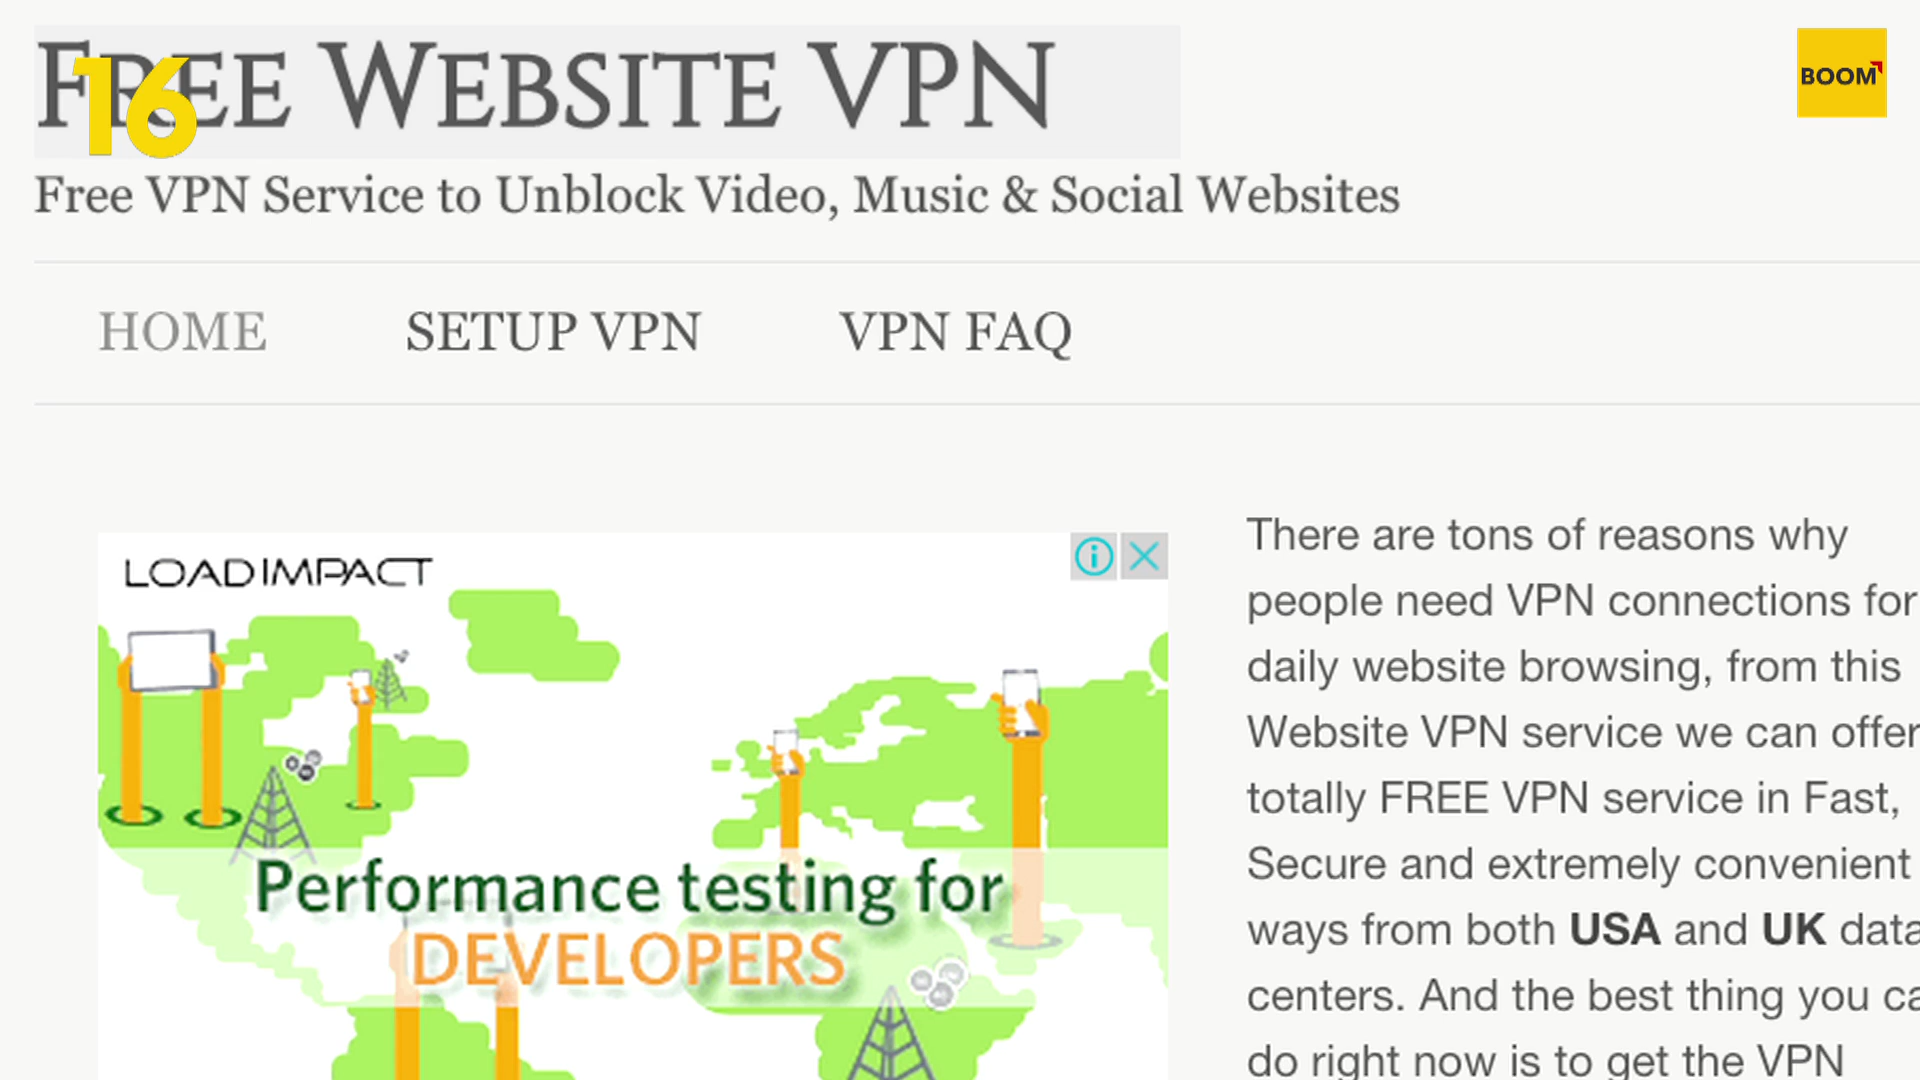 FREE WEBSITE VPN
16
BOOM
Free VPN Service to Unblock Video, Music & Social Websites
HOME SETUP VPN VPN FAQ
LOADIMPACT
Performance testing for
DEVELOPERS
There are tons of reasons why
people need VPN connections for
daily website browsing, from this
Website VPN service we can offer
totally FREE VPN service in Fast,
Secure and extremely convenient
ways from both USA and UK data
centers. And the best thing you ca
do right now is to get the VPN